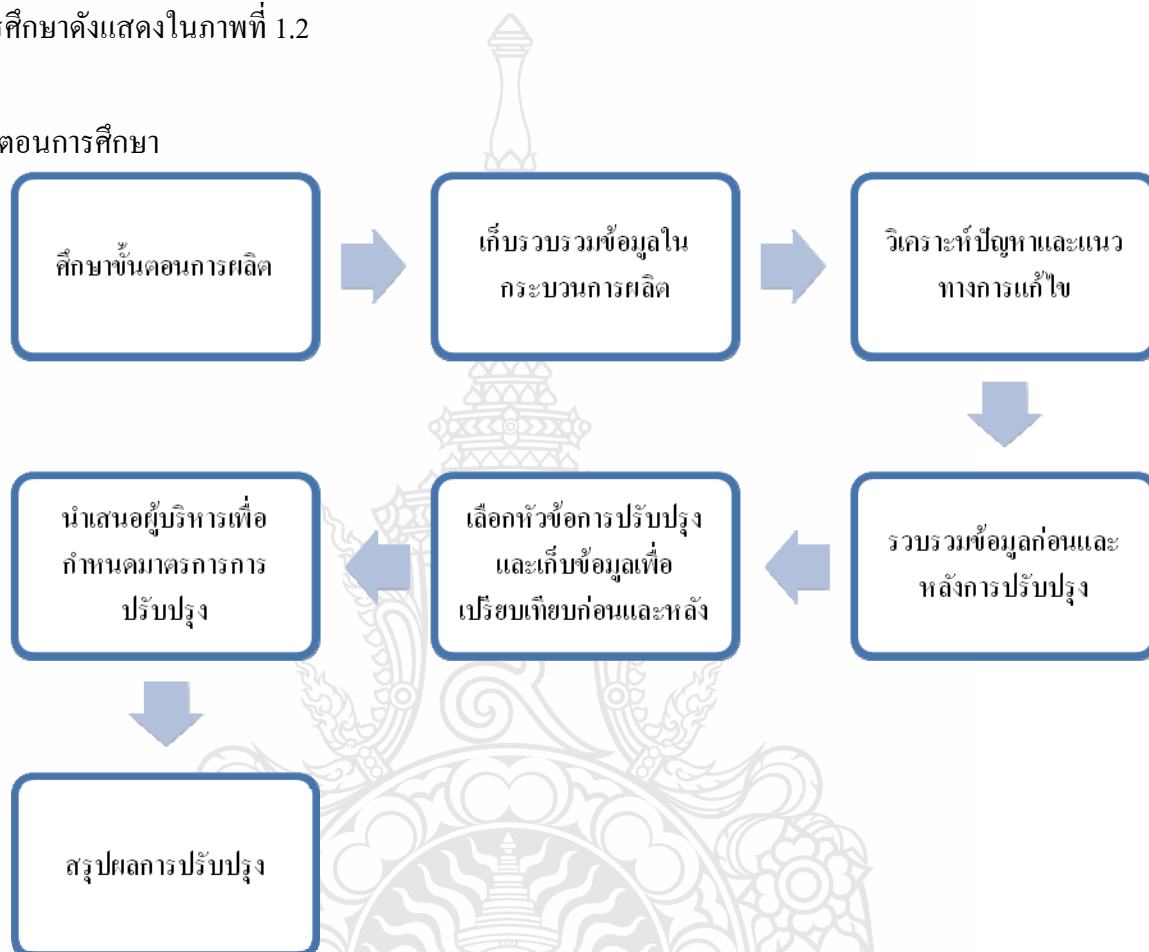 รศึกษาดังแสดงในภาพที่ 1.2
ตอนการศึกษา
ศึกษาขั้นตอนการผลิต
เก็บรวบรวมข้อมูลใน
กระบวนการผลิต
วิเคราะห์ปัญหาและแนว
ทางการแก้ไข
รวบรวมข้อมูลก่อนและ
หลังการปรับปรุง
เลือกหัวข้อการปรับปรุง
และเก็บข้อมูลเพื่อ
เปรียบเทียบก่อนและหลัง
นำเสนอผู้บริหารเพื่อ
กำหนดมาตรการการ
ปรับปรุง
สรุปผลการปรับปรุง